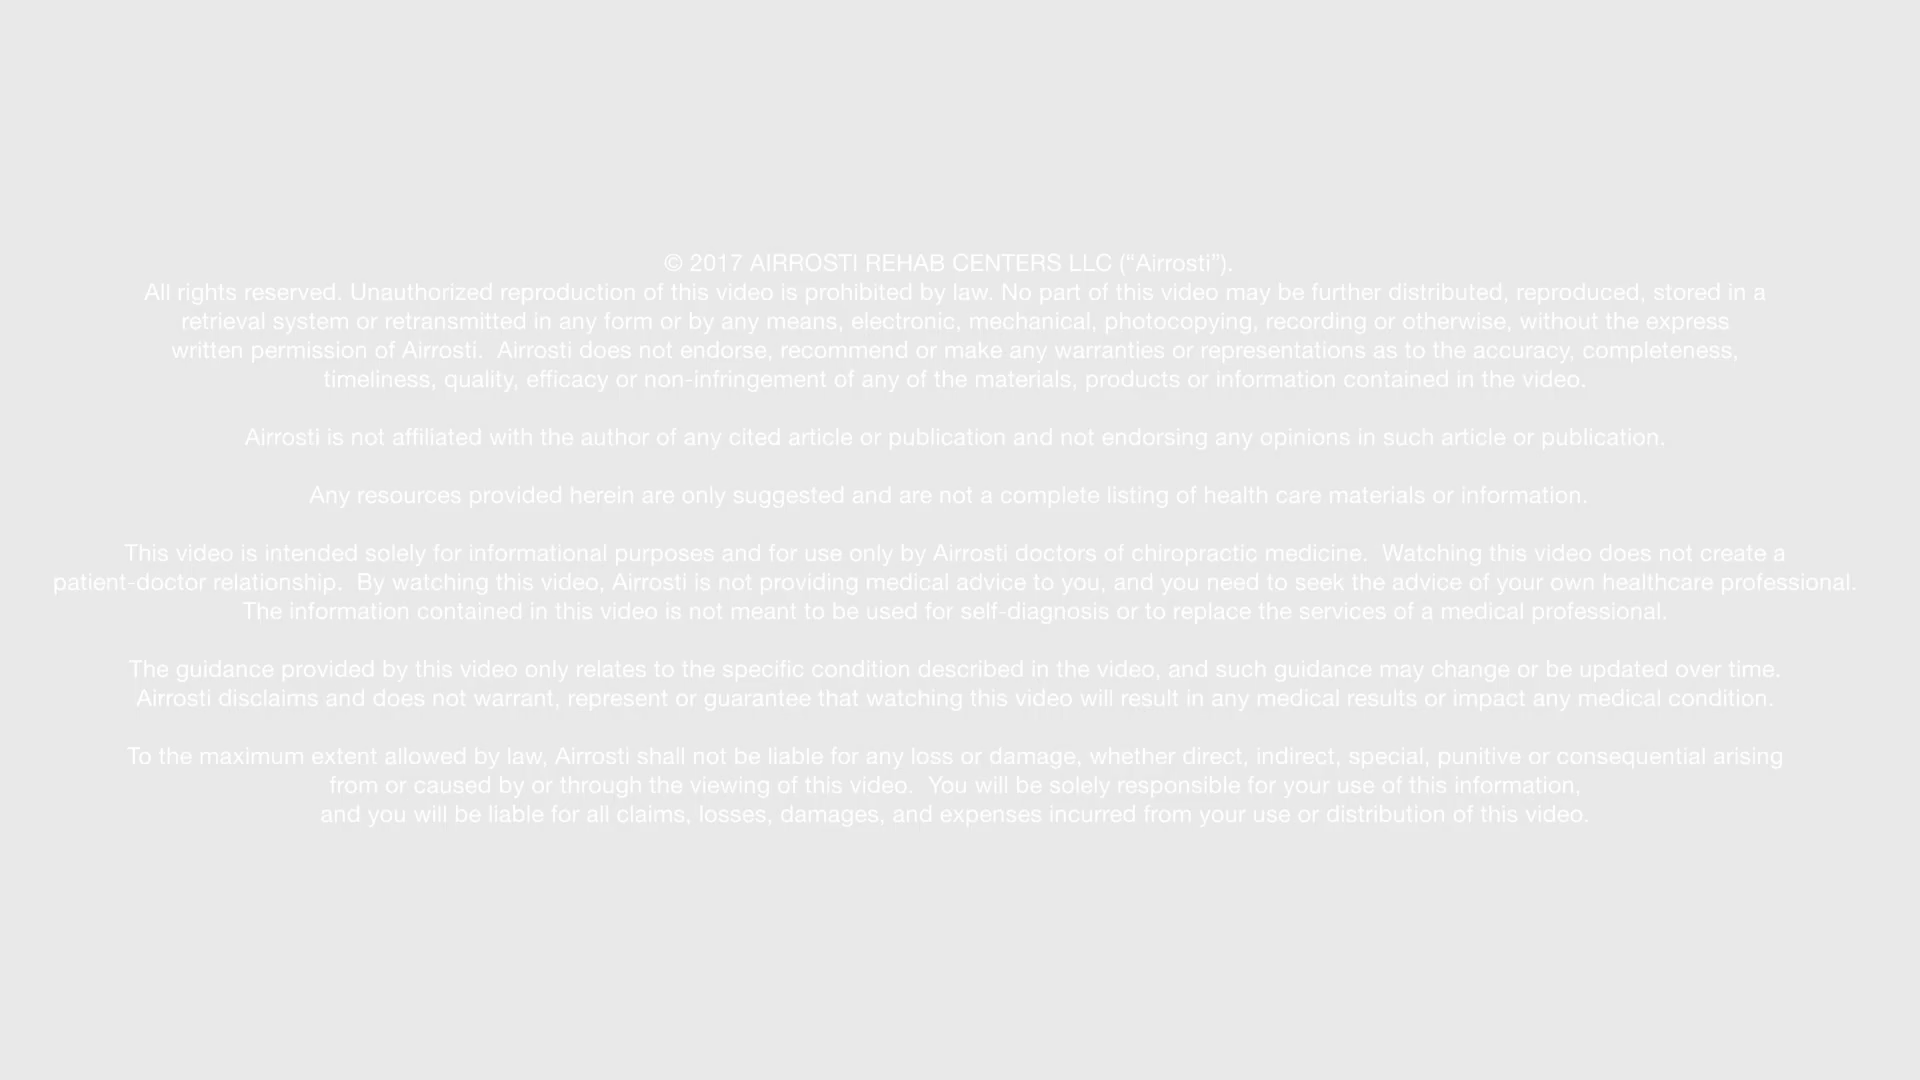 © 2017 AIRROSTI REHAB CENTERS LLC (“Airrosti”).
All rights reserved. Unauthorized reproduction of this video is prohibited by law. No part of this video may be further distributed, reproduced, stored in a
retrieval system or retransmitted in any form or by any means, electronic, mechanical, photocopying, recording or otherwise, without the express
written permission of Airrosti.  Airrosti does not endorse, recommend or make any warranties or representations as to the accuracy, completeness,
timeliness, quality, efficacy or non-infringement of any of the materials, products or information contained in the video.
Airrosti is not affiliated with the author of any cited article or publication and not endorsing any opinions in such article or publication.
Any resources provided herein are only suggested and are not a complete listing of health care materials or information.
This video is intended solely for informational purposes and for use only by Airrosti doctors of chiropractic medicine.  Watching this video does not create a
patient-doctor relationship.  By watching this video, Airrosti is not providing medical advice to you, and you need to seek the advice of your own healthcare professional.
The information contained in this video is not meant to be used for self-diagnosis or to replace the services of a medical professional.
The guidance provided by this video only relates to the specific condition described in the video, and such guidance may change or be updated over time.
Airrosti disclaims and does not warrant, represent or guarantee that watching this video will result in any medical results or impact any medical condition.
To the maximum extent allowed by law, Airrosti shall not be liable for any loss or damage, whether direct, indirect, special, punitive or consequential arising
from or caused by or through the viewing of this video.  You will be solely responsible for your use of this information,
and you will be liable for all claims, losses, damages, and expenses incurred from your use or distribution of this video.